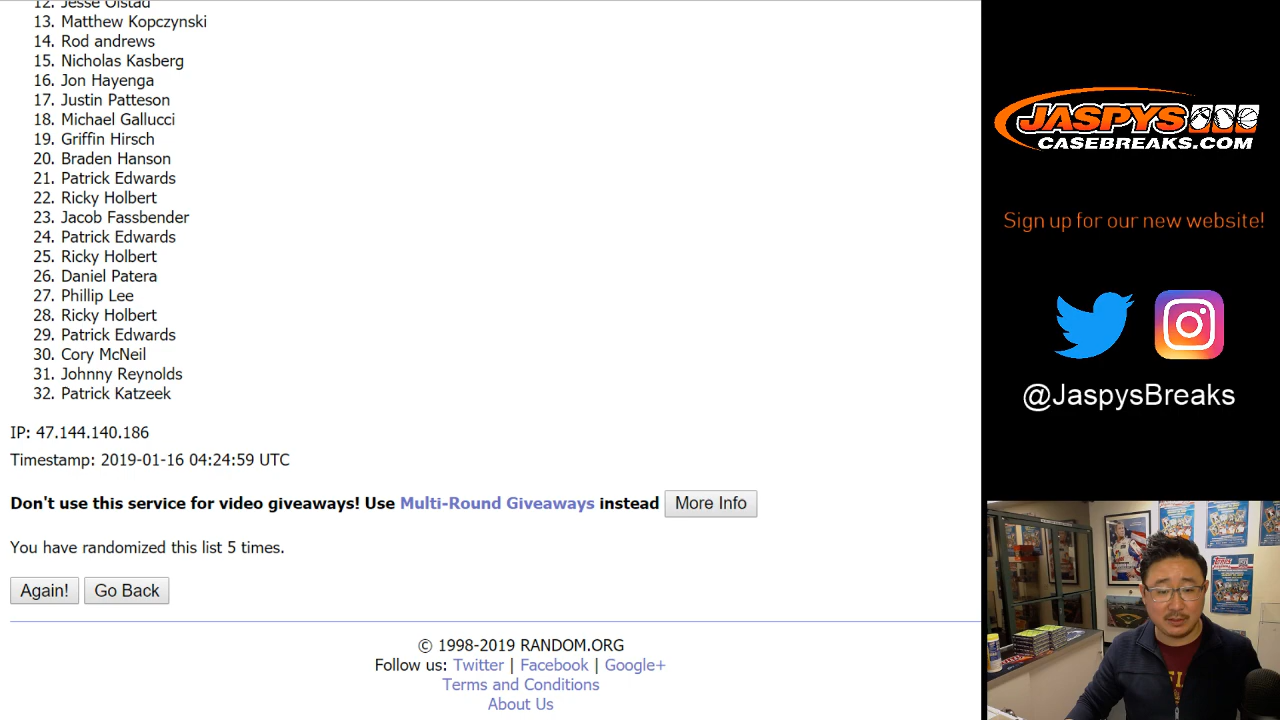 12. Jesse Olstad
13. Matthew Kopczynski
14. Rod andrews
15. Nicholas Kasberg
16. Jon Hayenga
17. Justin Patteson
18. Michael Gallucci
19. Griffin Hirsch
20. Braden Hanson
21. Patrick Edwards
22. Ricky Holbert
23. Jacob Fassbender
24. Patrick Edwards
25. Ricky Holbert
26. Daniel Patera
27. Phillip Lee
28. Ricky Holbert
29. Patrick Edwards
30. Cory McNeil
31. Johnny Reynolds
32. Patrick Katzeek
IP: 47.144.140.186
Timestamp: 2019-01-16 04:24:59 UTC
Don't use this service for video giveaways! Use Multi-Round Giveaways instead More Info
You have randomized this list 5 times.
Again! Go Back
© 1998-2019 RANDOM.ORG
Follow us: Twitter | Facebook | Google+
Terms and Conditions
About Us
JASPYS
CASEBREAKS.COM
Sign up for our new website!
@JaspysBreaks